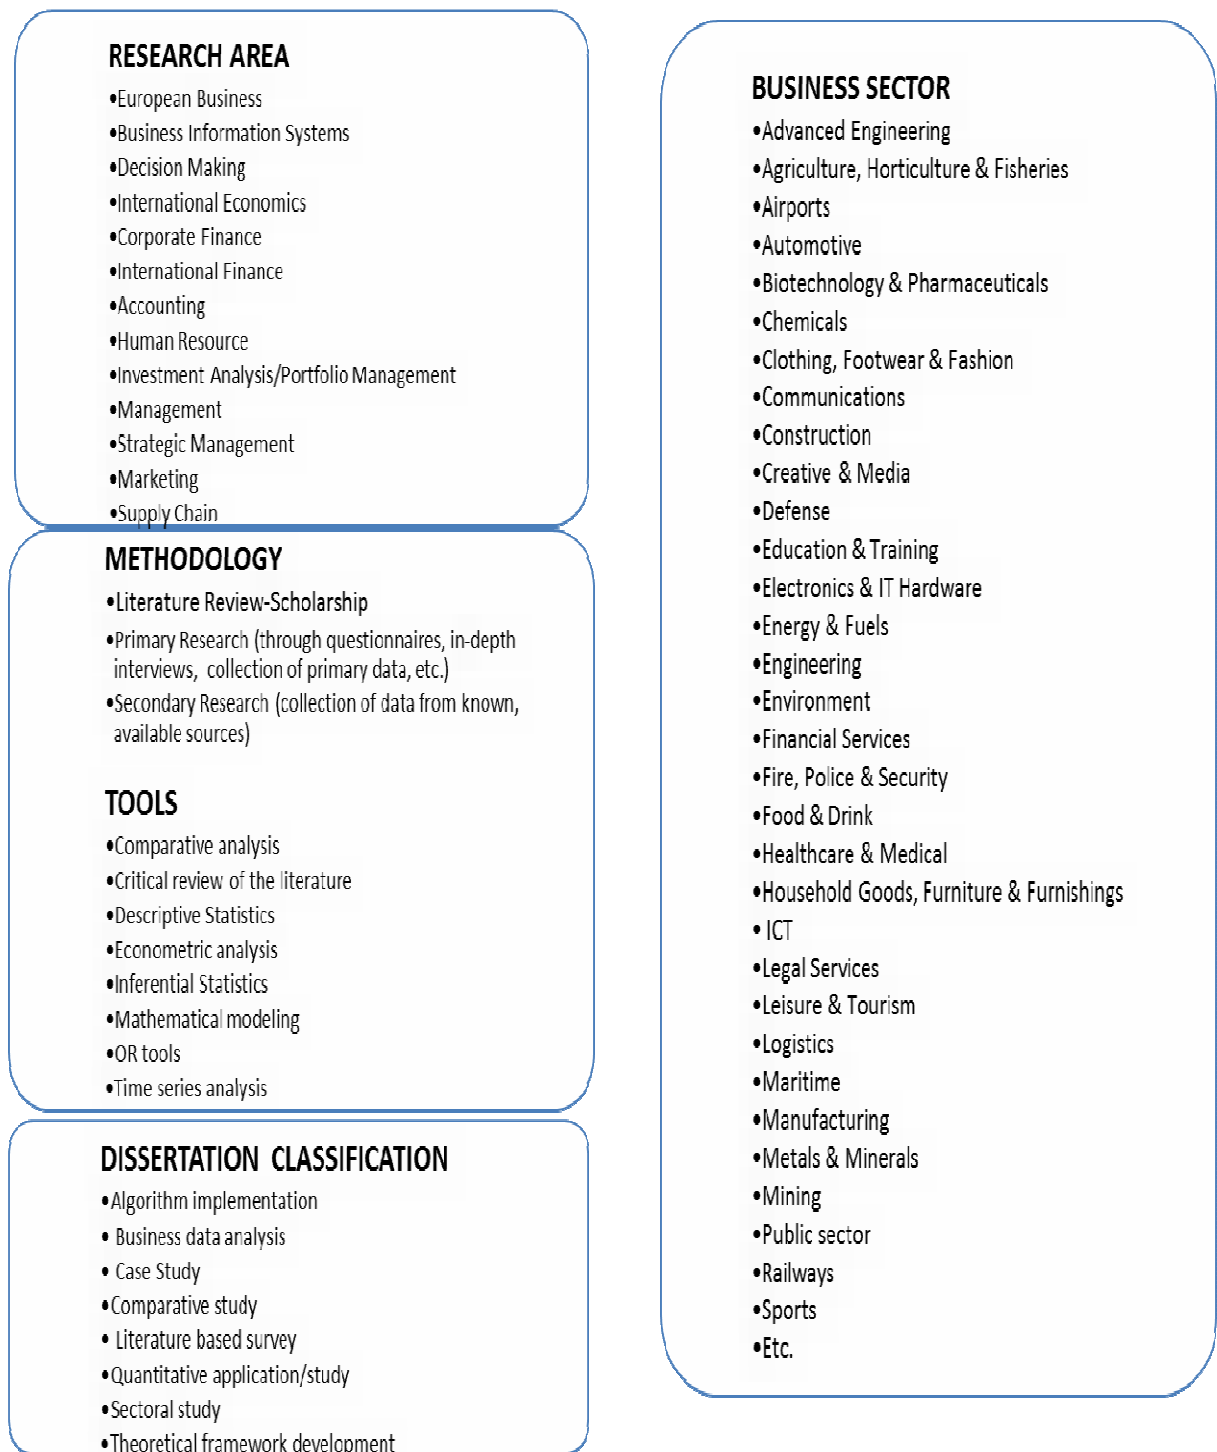 RESEARCH AREA
•European Business
•Business Information Systems
•Decision Making
•International Economics
•Corporate Finance
•International Finance
•Accounting
•Human Resource
•Investment Analysis/Portfolio Management
•Management
•Strategic Management
•Marketing
•Supply Chain
METHODOLOGY
•Literature Review-Scholarship
•Primary Research (through questionnaires, in-depth
interviews, collection of primary data, etc.)
•Secondary Research (collection of data from known,
available sources)
TOOLS
•Comparative analysis
•Critical review of the literature
•Descriptive Statistics
•Econometric analysis
•Inferential Statistics
•Mathematical modeling
•OR tools
•Time series analysis
DISSERTATION CLASSIFICATION
•Algorithm implementation
• Business data analysis
• Case Study
•Comparative study
• Literature based survey
•Quantitative application/study
•Sectoral study
•Theoretical framework development
BUSINESS SECTOR
•Advanced Engineering
•Agriculture, Horticulture & Fisheries
•Airports
•Automotive
•Biotechnology & Pharmaceuticals
•Chemicals
•Clothing, Footwear & Fashion
•Communications
•Construction
•Creative & Media
•Defense
•Education & Training
•Electronics & IT Hardware
•Energy & Fuels
•Engineering
•Environment
•Financial Services
•Fire, Police & Security
•Food & Drink
•Healthcare & Medical
•Household Goods, Furniture & Furnishings
• ICT
•Legal Services
•Leisure & Tourism
•Logistics
•Maritime
•Manufacturing
•Metals & Minerals
•Mining
•Public sector
•Railways
•Sports
•Etc.